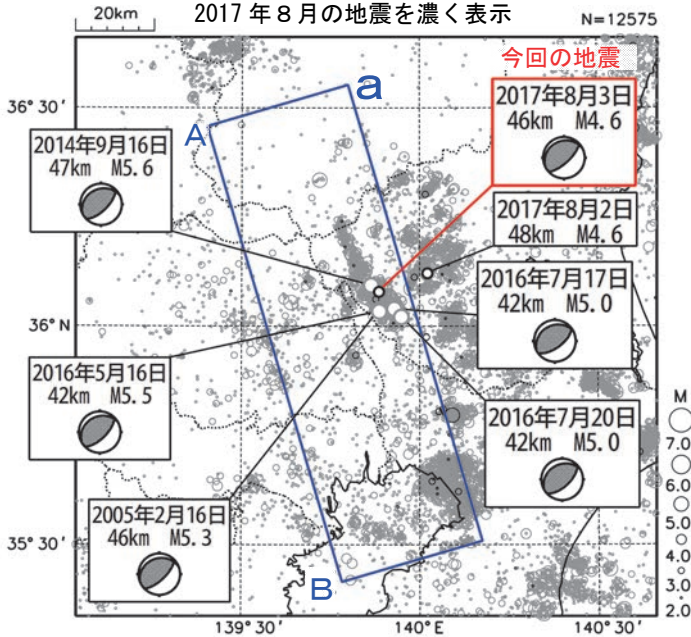 2017年8月の地震を濃く表示
20km
N=12575
今回の地震
36°30′
A
a
2017年8月3日
46km M4.6
2014年9月16日
47km M5.6
2017年8月2日
48km M4.6
2016年7月17日
42km M5.0
36°N
2016年5月16日
42km M5.5
2016年7月20日
42km M5.0
2005年2月16日
46km M5.3
35°30′
B
M
7.0
6.0
5.0
4.0
3.0
2.0
139°30′
140°E
140°30′